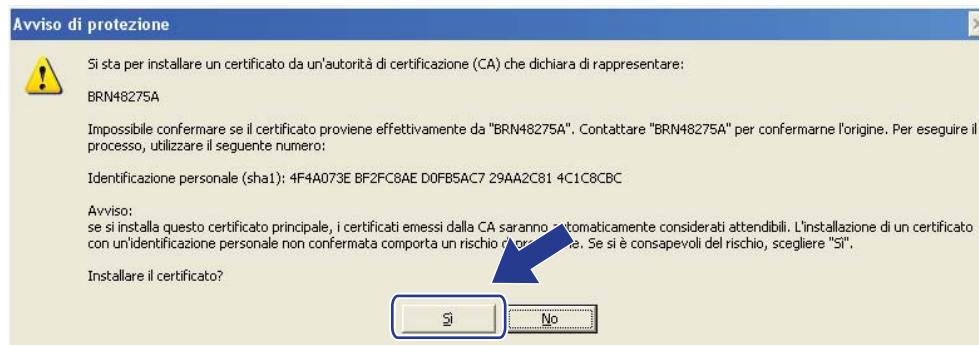 Avviso di protezione
Si sta per installare un certificato da un'autorità di certificazione (CA) che dichiara di rappresentare:
BRN48275A
Impossibile confermare se il certificato proviene effettivamente da "BRN48275A". Contattare "BRN48275A" per confermarne l'origine. Per eseguire il
processo, utilizzare il seguente numero:
Identificazione personale (sha1): 4F4A073E BF2FC8AE D0FB5AC7 29AA2C81 4C1C8CBC
Avviso:
se si installa questo certificato principale, i certificati emessi dalla CA saranno automaticamente considerati attendibili. L'installazione di un certificato
con un'identificazione personale non confermata comporta un rischio di protezione. Se si è consapevoli del rischio, scegliere "Sì".
Installare il certificato?
Sì
No